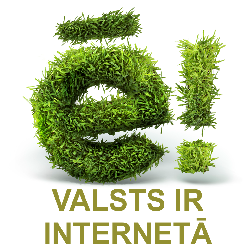 ē!
VALSTS IR
INTERNETĀ